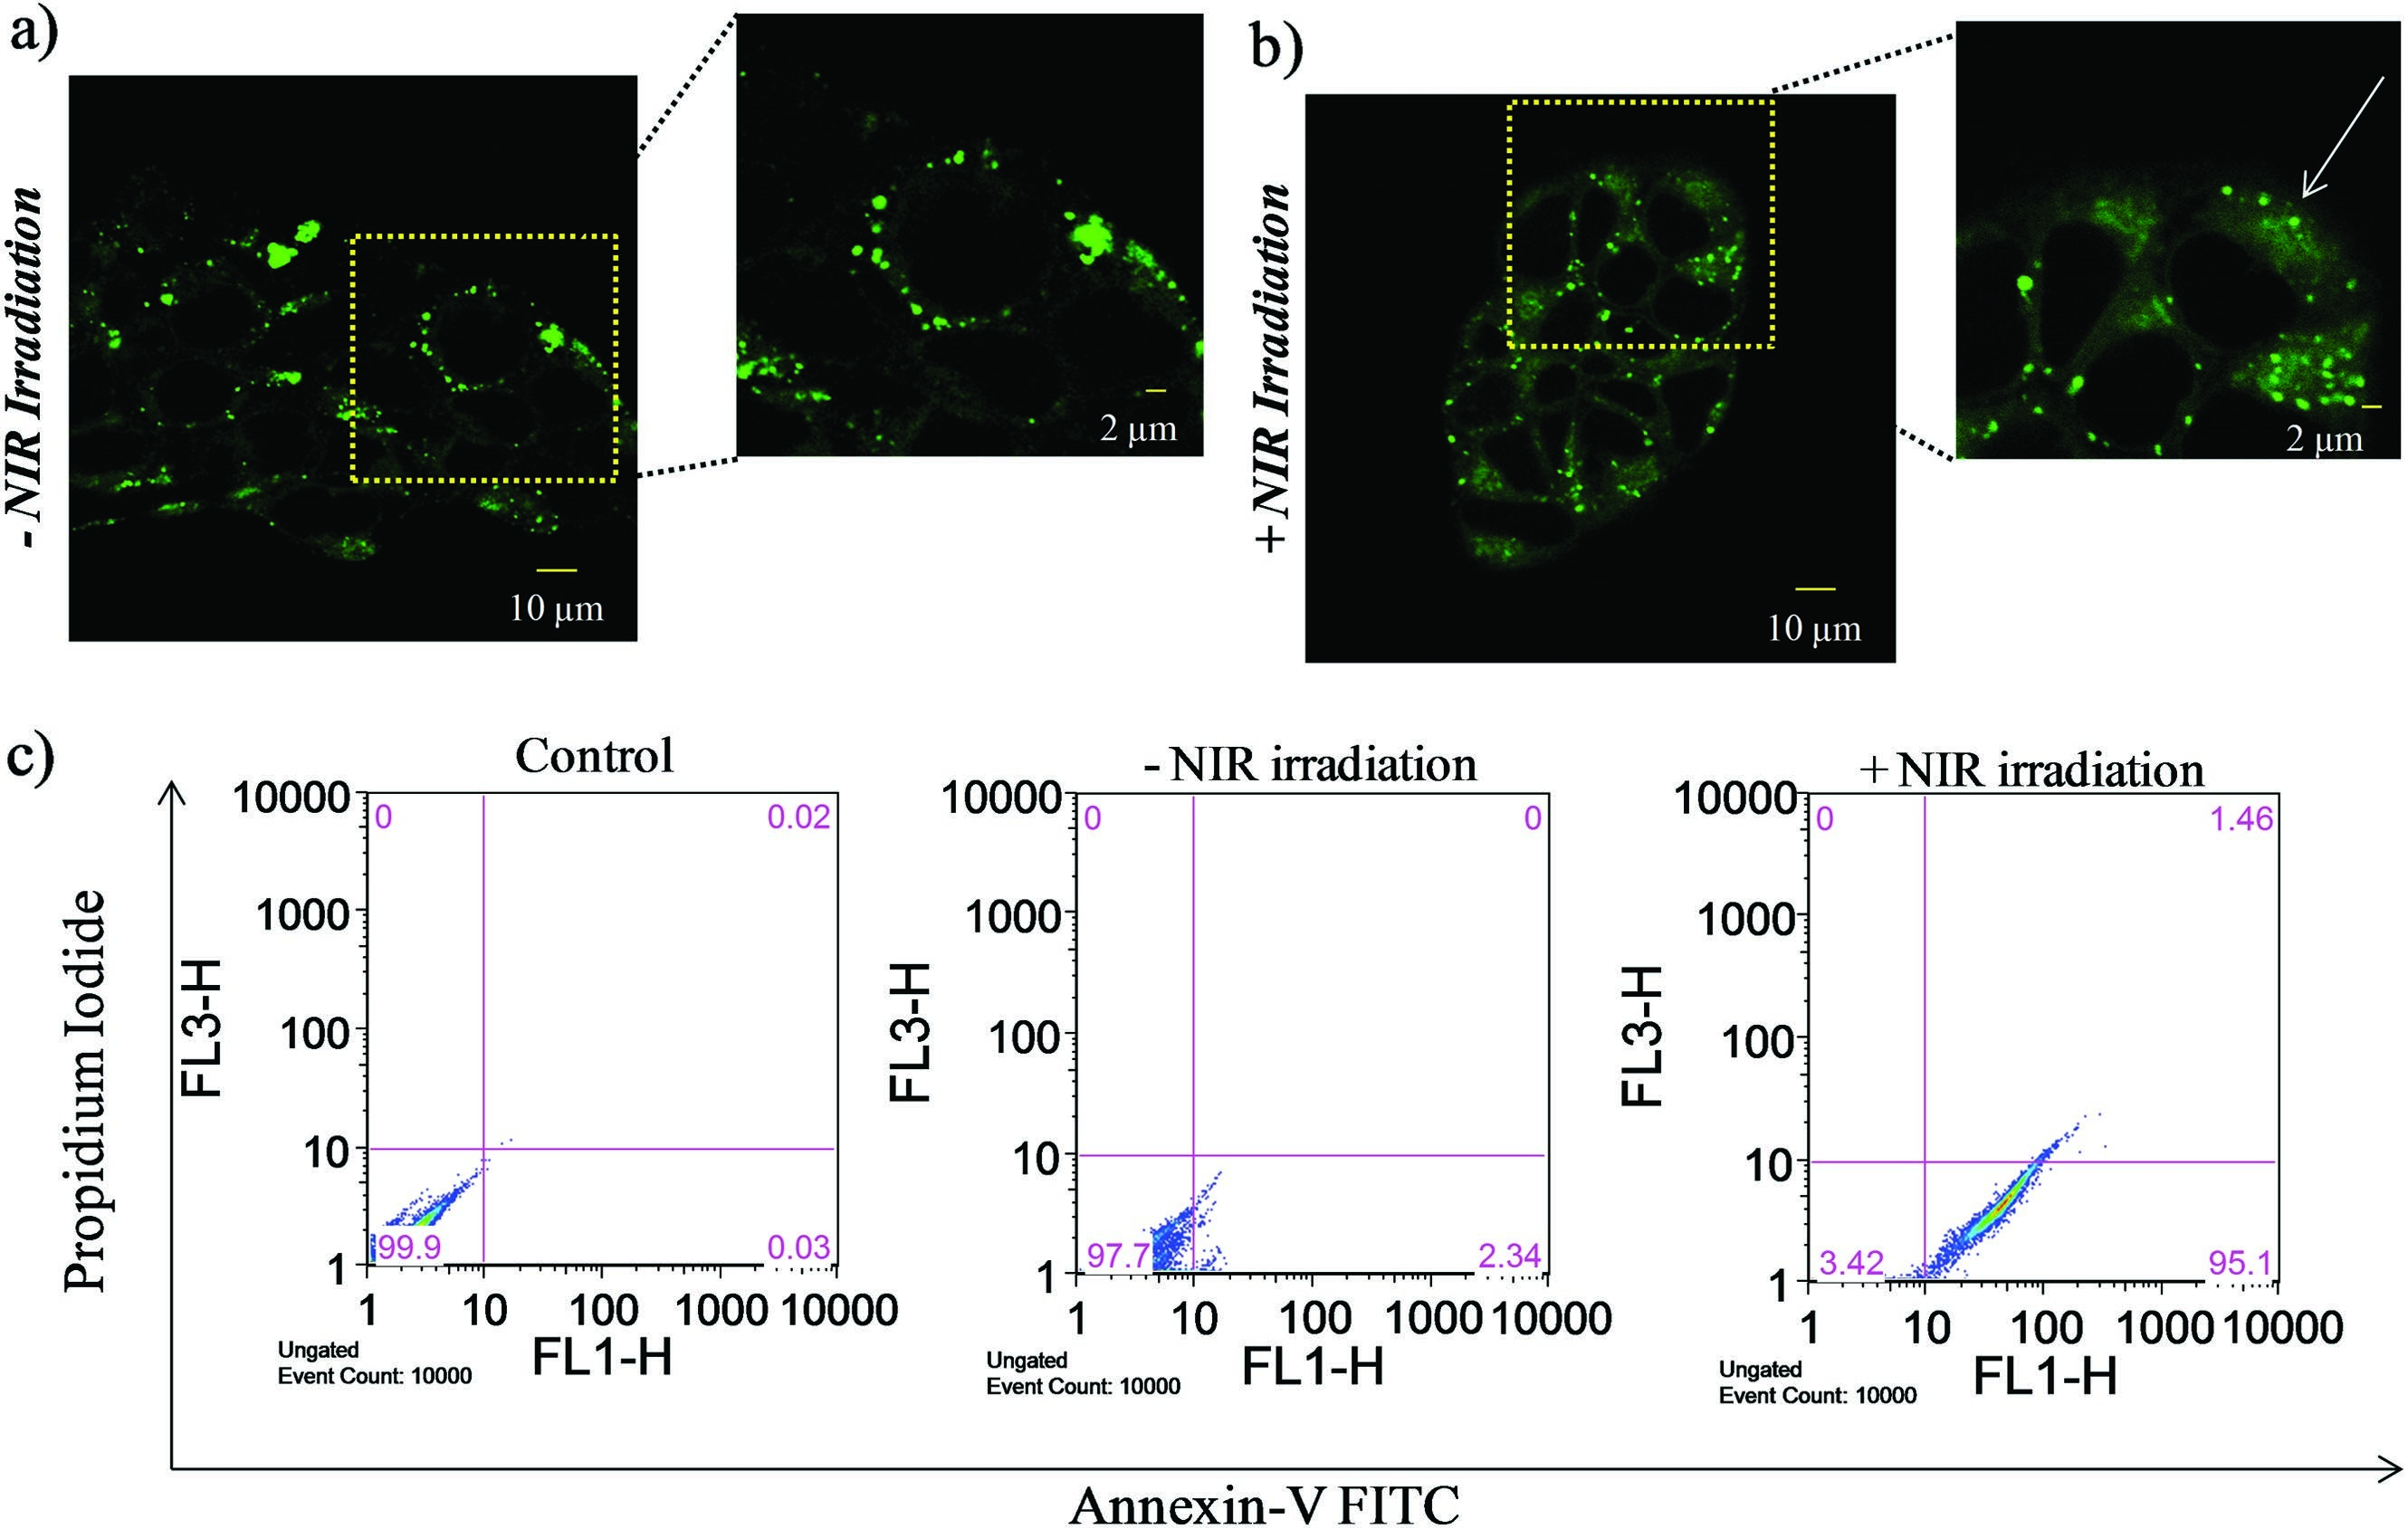 a)
- NIR Irradiation
10 µm
2 µm
b)
+ NIR Irradiation
10 µm
2 µm
c)
Propidium Iodide
Control
FL3-H
10000
1000
100
10
1
0
0.02
99.9
0.03
1 10 100 1000 10000
FL1-H
Ungated
Event Count: 10000
- NIR irradiation
FL3-H
10000
1000
100
10
1
0
0
97.7
2.34
1 10 100 1000 10000
FL1-H
Ungated
Event Count: 10000
+ NIR irradiation
FL3-H
10000
1000
100
10
1
0
1.46
3.42
95.1
1 10 100 1000 10000
FL1-H
Ungated
Event Count: 10000
Annexin-V FITC